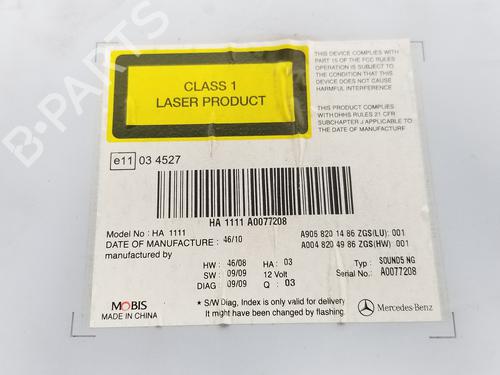 CLASS 1
LASER PRODUCT
THIS DEVICE COMPLIES WITH
PART 15 OF THE FCC RULES
OPERATION IS SUBJECT TO
THE CONDITION THAT THIS
DEVICE DOES NOT CAUSE
HARMFUL INTERFERENCE
THIS PRODUCT COMPLIES
WITH DHHS RULES 21 CFR
SUBCHAPTER J APPLICABLE TO
THE DATE OF MANUFACTURE
e11 03 4527
HA 1111 A0077208
Model No : HA 1111
DATE OF MANUFACTURE : 46/10
manufactured by
A906 820 14 86 ZGS(LU): 001
A004 820 49 86 ZGS(HW): 001
HW : 46/08 HA : 03 Typ : SOUND5 NG
SW : 09/09 12 Volt Serial No.: A0077208
DIAG : 09/09 Q : 03
* S/W Diag, Index is only valid for delivery
It might have been changed by flashing.
MOBIS
MADE IN CHINA
Mercedes-Benz
B-PARTS